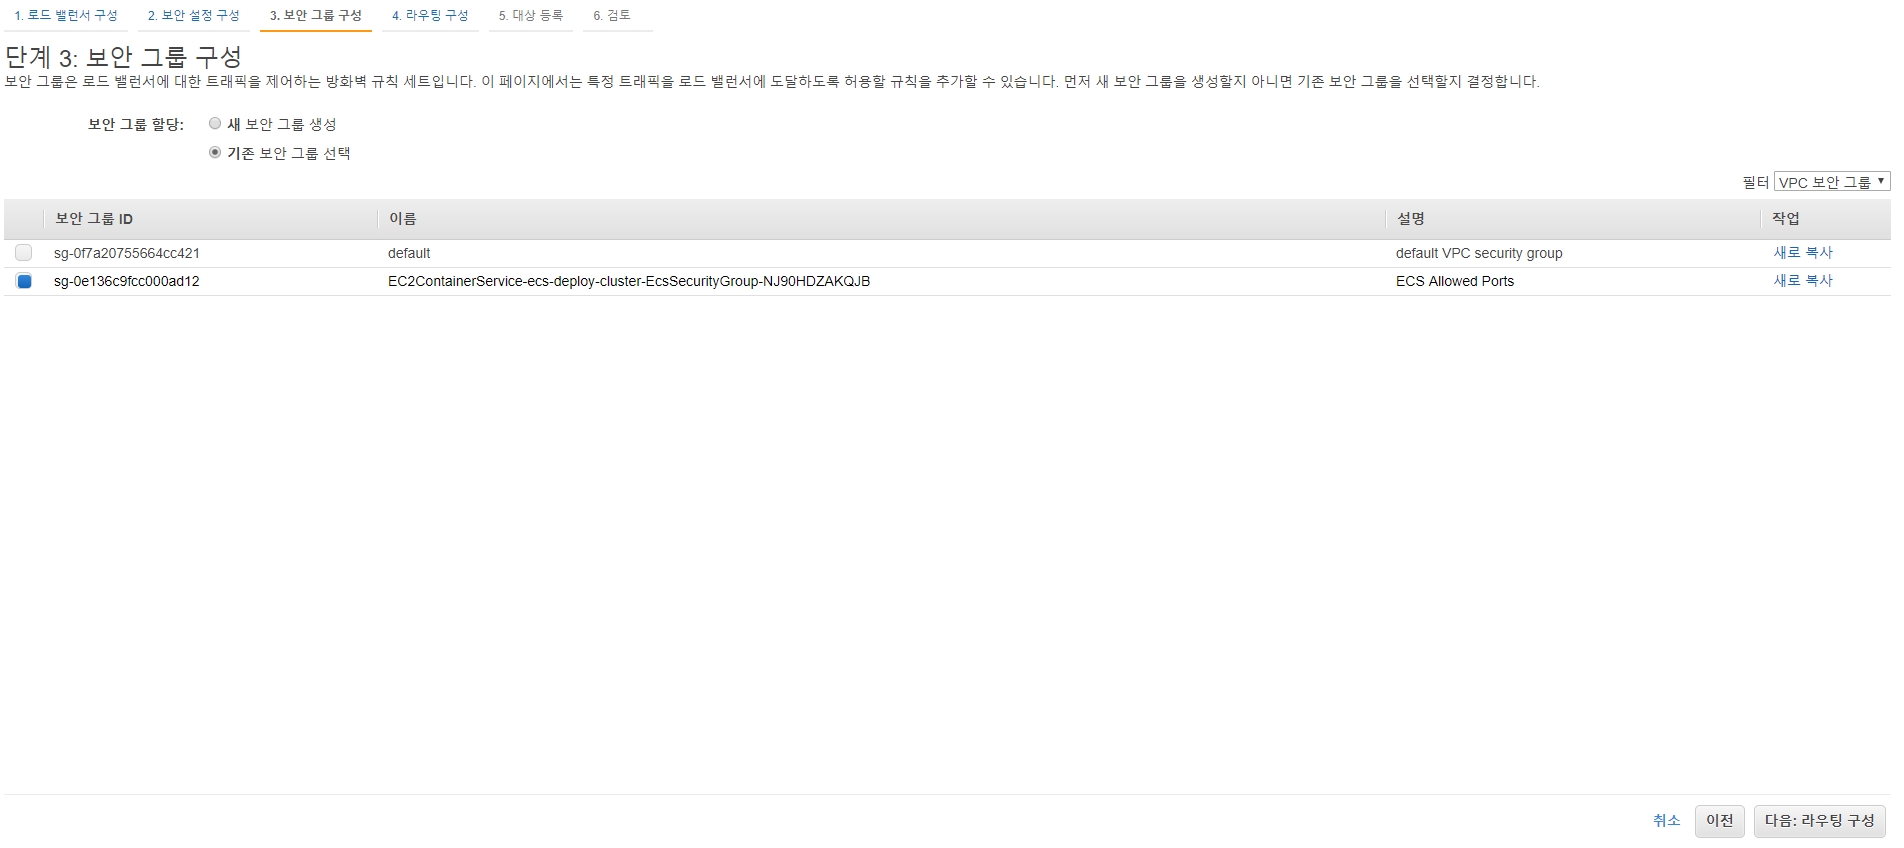 1. 로드 밸런서 구성 2. 보안 설정 구성 3. 보안 그룹 구성 4. 라우팅 구성 5. 대상 등록 6. 검토
단계 3: 보안 그룹 구성
보안 그룹은 로드 밸런서에 대한 트래픽을 제어하는 방화벽 규칙 세트입니다. 이 페이지에서는 특정 트래픽을 로드 밸런서에 도달하도록 허용할 규칙을 추가할 수 있습니다. 먼저 새 보안 그룹을 생성할지 아니면 기존 보안 그룹을 선택할지 결정합니다.
보안 그룹 할당: 새 보안 그룹 생성
기존 보안 그룹 선택
필터 VPC 보안 그룹
보안 그룹 ID 이름 설명 작업
sg-0f7a20755664cc421 default default VPC security group 새로 복사
sg-0e136c9fcc000ad12 EC2ContainerService-ecs-deploy-cluster-EcsSecurityGroup-NJ90HDZAKQJB ECS Allowed Ports 새로 복사
취소 이전 다음: 라우팅 구성